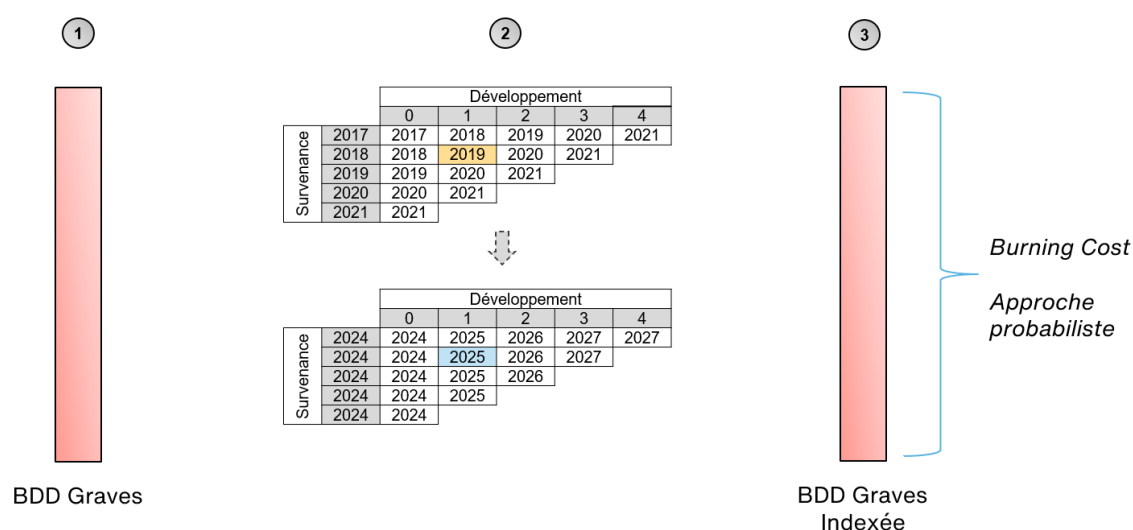 1
2
3
Développement
0 1 2 3 4
Survenance
2017 2017 2018 2019 2020 2021
2018 2018 2019 2020 2021
2019 2019 2020 2021
2020 2020 2021
2021 2021
Développement
0 1 2 3 4
Survenance
2024 2024 2025 2026 2027 2027
2024 2024 2025 2026 2027
2024 2024 2025 2026
2024 2024 2025
2024 2024
Burning Cost
Approche
probabiliste
BDD Graves
BDD Graves
Indexée